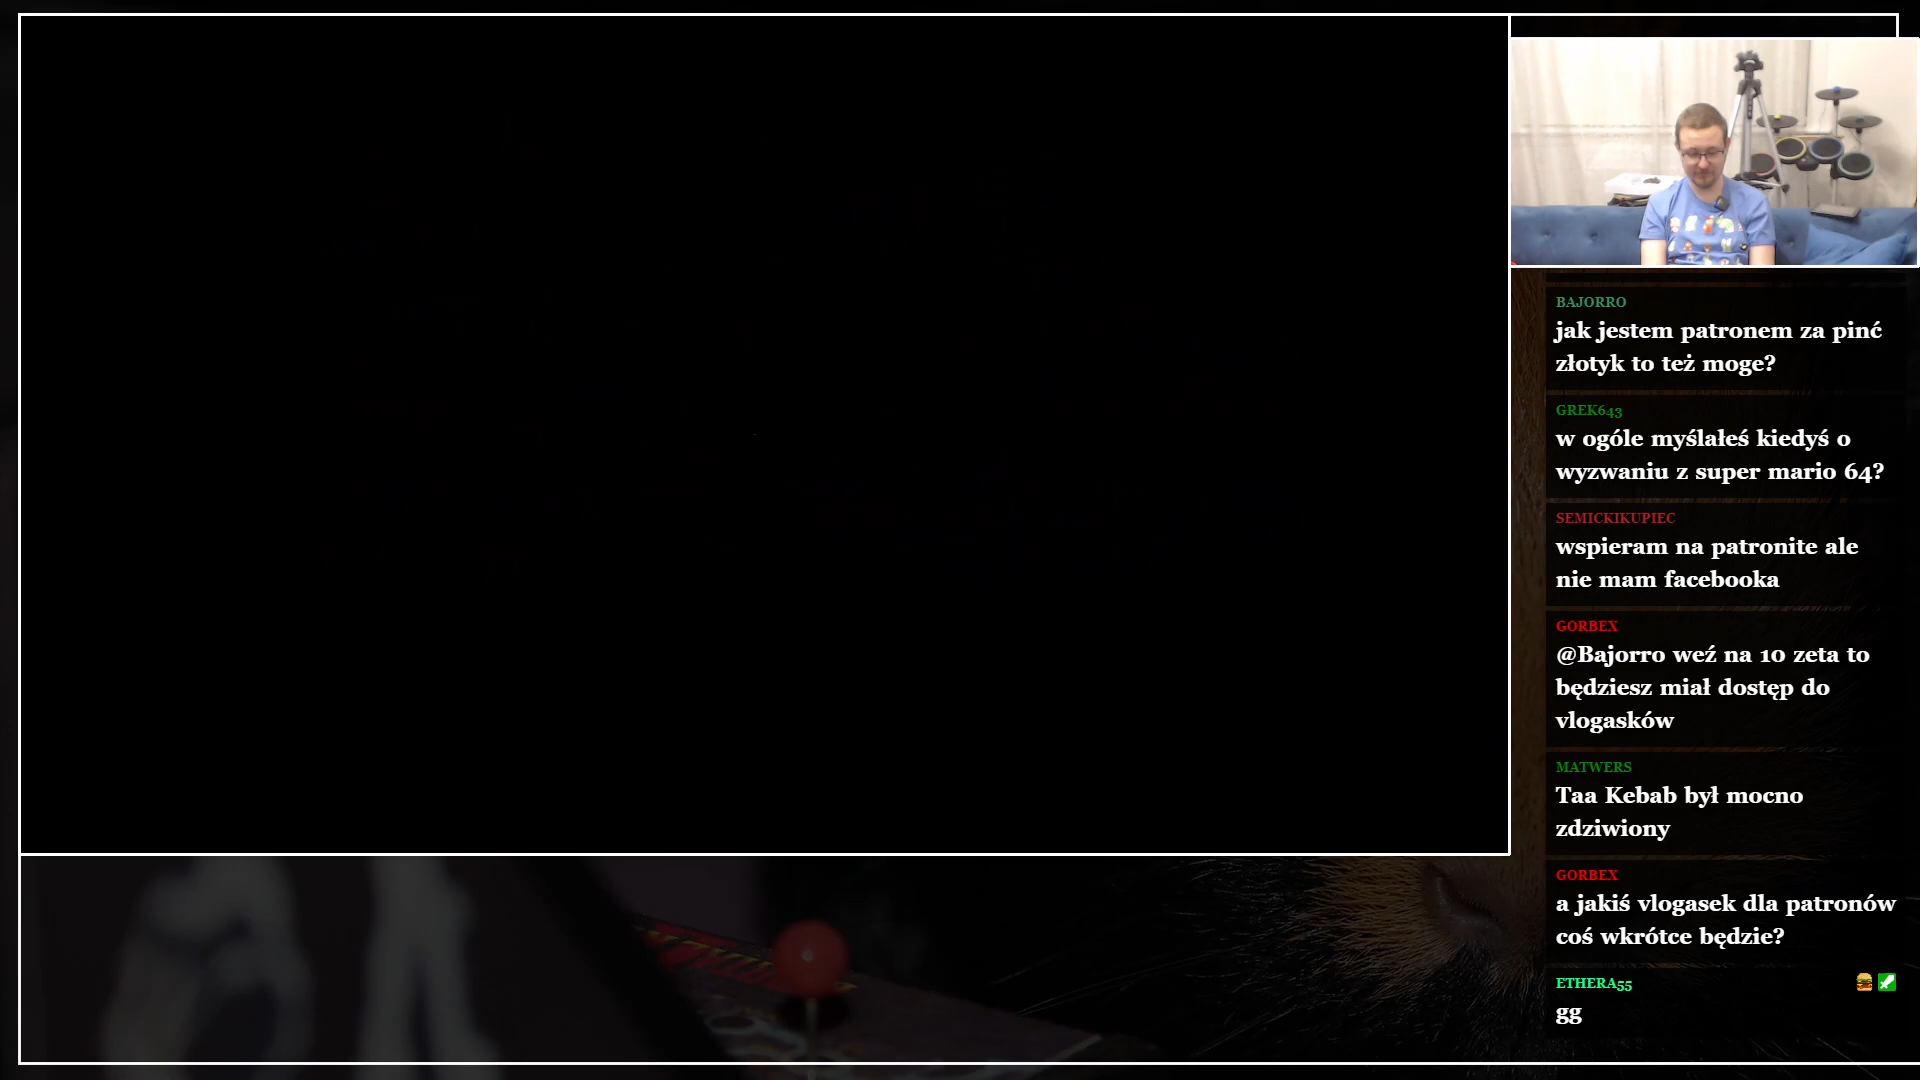 BAJORRO
jak jestem patronem za pinć
złotyk to też moge?
GREK643
w ogóle myślałeś kiedyś o
wyzwaniu z super mario 64?
SEMICKIKUPIEC
wspieram na patronite ale
nie mam facebooka
GORBEX
@Bajorro weź na 10 zeta to
będziesz miał dostęp do
vlogasków
MATWERS
Taa Kebab był mocno
zdziwiony
GORBEX
a jakiś vlogasek dla patronów
coś wkrótce będzie?
ETHERA55
gg